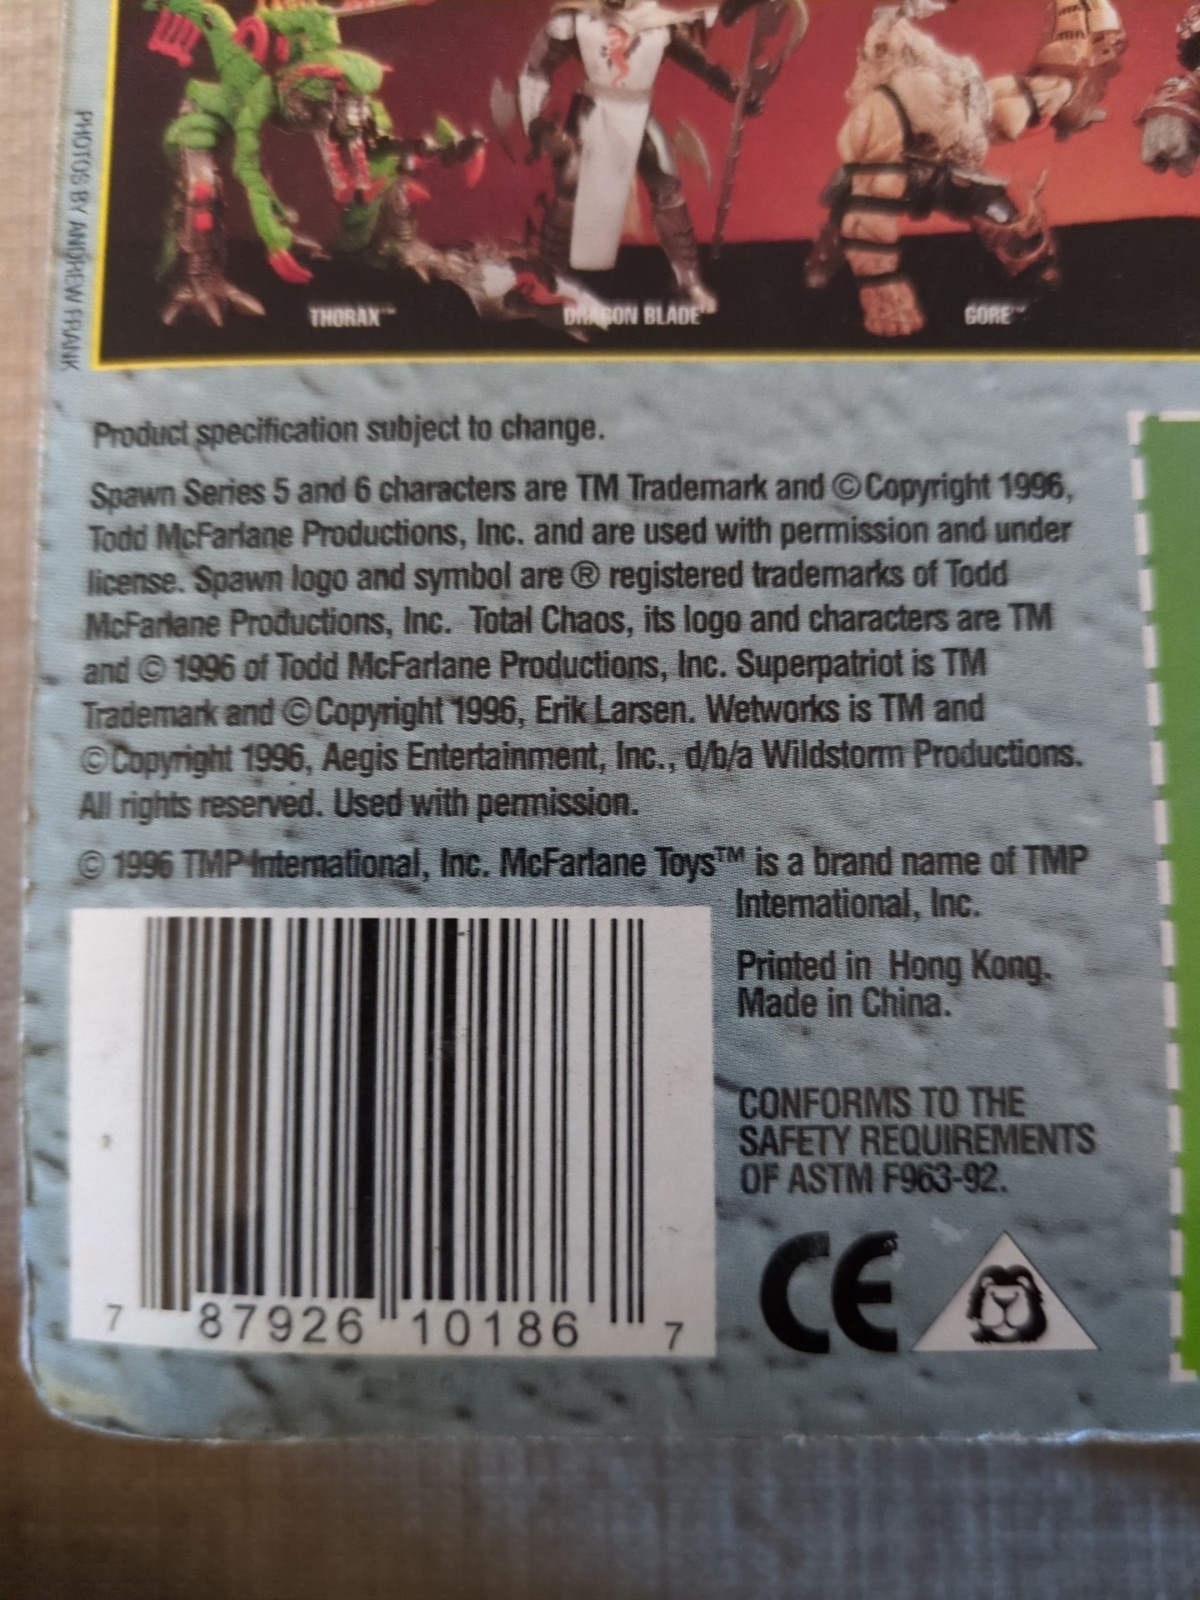 PHOTOS BY ANDREW FRANK
THORAX™
DRAGON BLADE™
GORE™
Product specification subject to change.
Spawn Series 5 and 6 characters are TM Trademark and © Copyright 1996,
Todd McFarlane Productions, Inc. and are used with permission and under
license. Spawn logo and symbol are ® registered trademarks of Todd
McFarlane Productions, Inc. Total Chaos, its logo and characters are TM
and © 1996 of Todd McFarlane Productions, Inc. Superpatriot is TM
Trademark and © Copyright 1996, Erik Larsen. Wetworks is TM and
© Copyright 1996, Aegis Entertainment, Inc., d/b/a Wildstorm Productions.
All rights reserved. Used with permission.
© 1996 TMP International, Inc. McFarlane Toys™ is a brand name of TMP
International, Inc.
Printed in Hong Kong.
Made in China.
CONFORMS TO THE
SAFETY REQUIREMENTS
OF ASTM F963-92.
CE
7 87926 10186 7